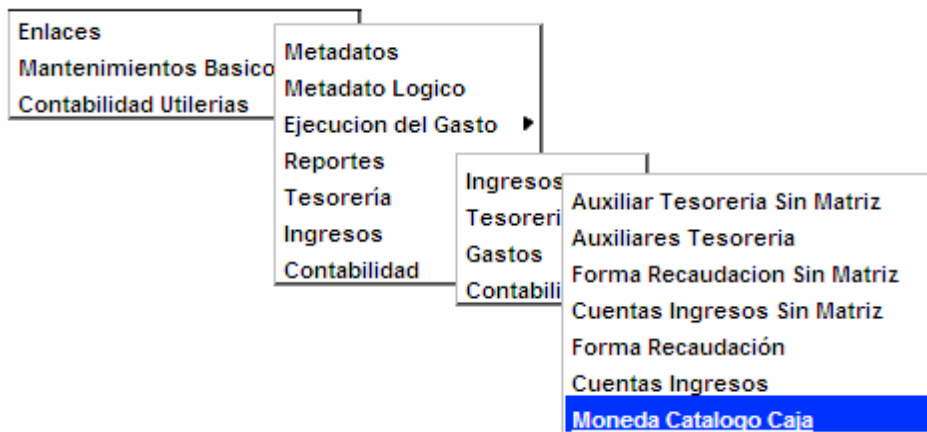 Enlaces
Mantenimientos Basico
Contabilidad Utilerias
Metadatos
Metadato Logico
Ejecucion del Gasto
Reportes
Tesorería
Ingresos
Contabilidad
Ingresos
Tesoreri
Gastos
Contabili
Auxiliar Tesoreria Sin Matriz
Auxiliares Tesoreria
Forma Recaudacion Sin Matriz
Cuentas Ingresos Sin Matriz
Forma Recaudación
Cuentas Ingresos
Moneda Catalogo Caja